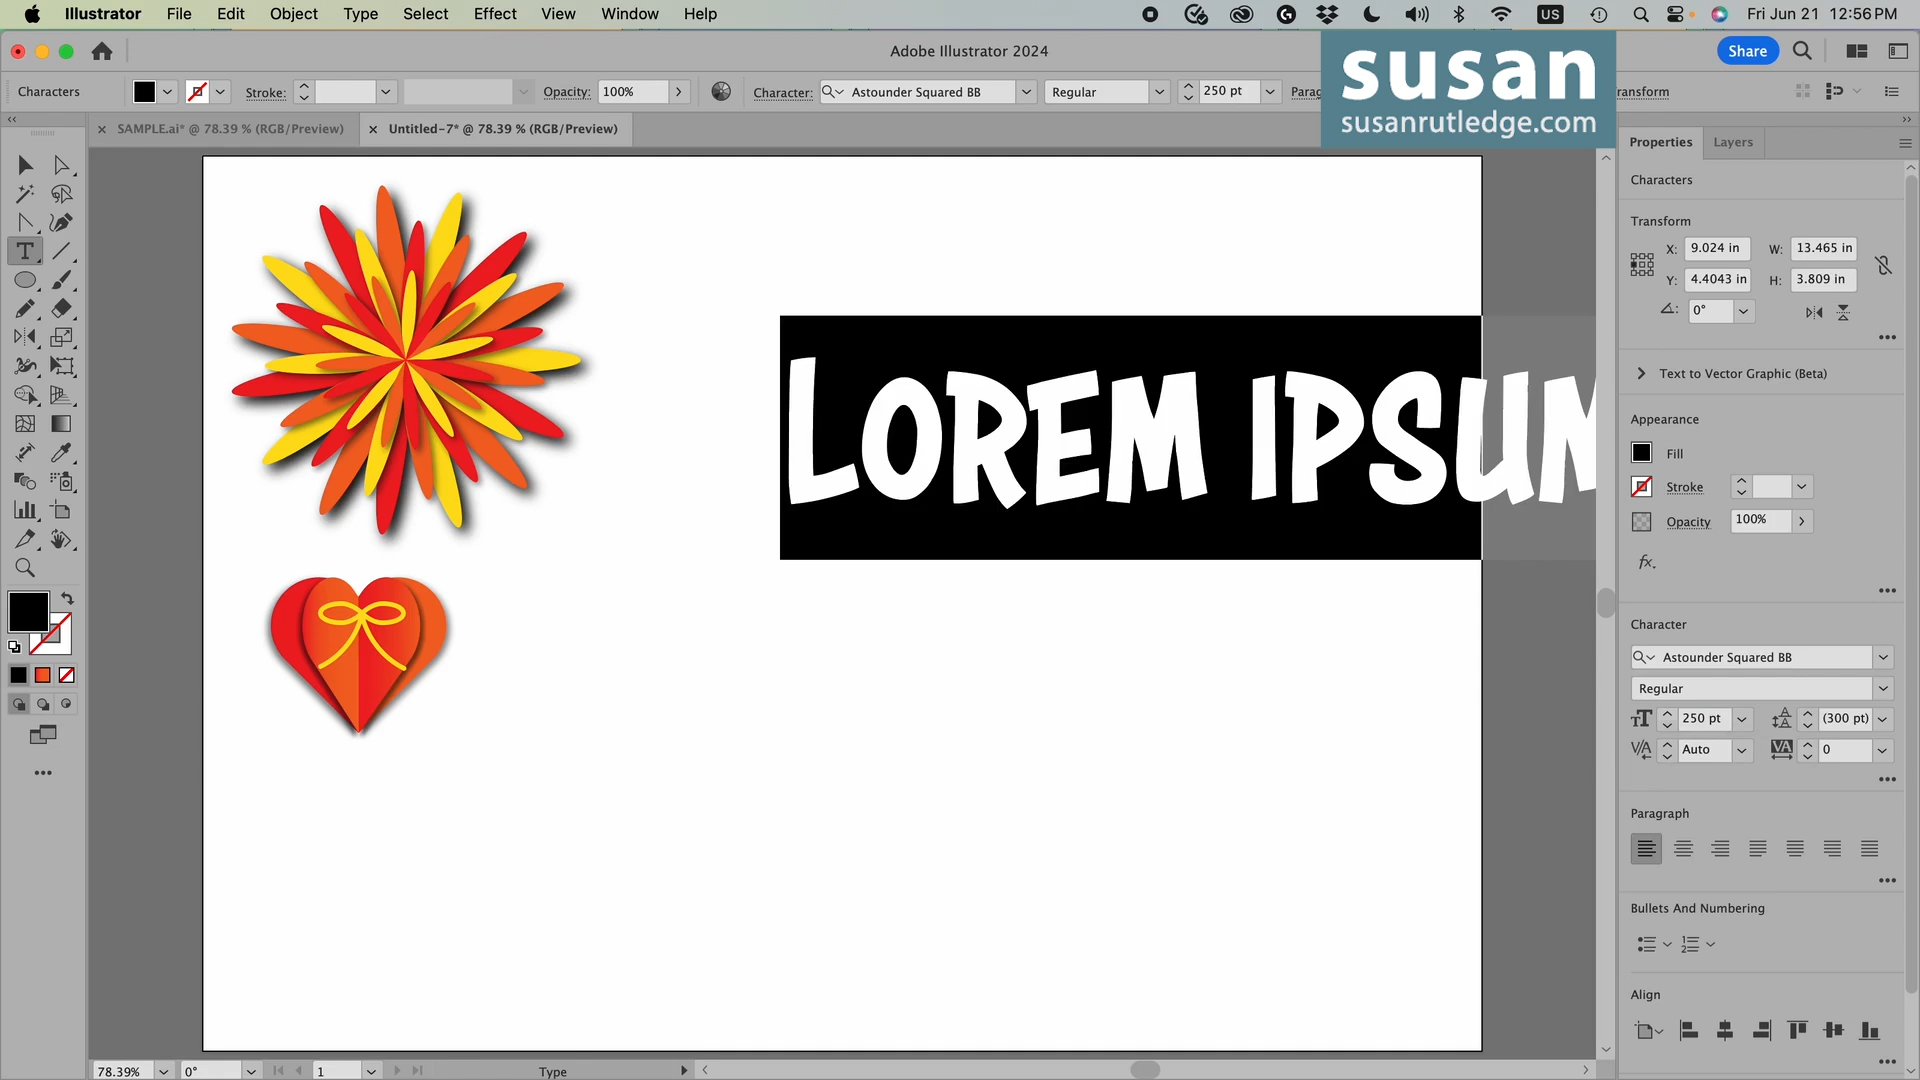 Illustrator File Edit Object Type Select Effect View Window Help US Fri Jun 21 12:56 PM
Adobe Illustrator 2024 Share
susan
susanrutledge.com
Characters Stroke: Opacity: 100% Character: Astounder Squared BB Regular 250 pt
SAMPLE.ai* @ 78.39 % (RGB/Preview) Untitled-7* @ 78.39 % (RGB/Preview)
Properties Layers
Characters
Transform
X: 9.024 in W: 13.465 in
Y: 4.4043 in H: 3.809 in
0°
Text to Vector Graphic (Beta)
Appearance
Fill
Stroke
Opacity 100%
fx.
Character
Astounder Squared BB
Regular
250 pt (300 pt)
Auto 0
Paragraph
Bullets And Numbering
Align
LOREM IPSUM
78.39% 0° 1 Type